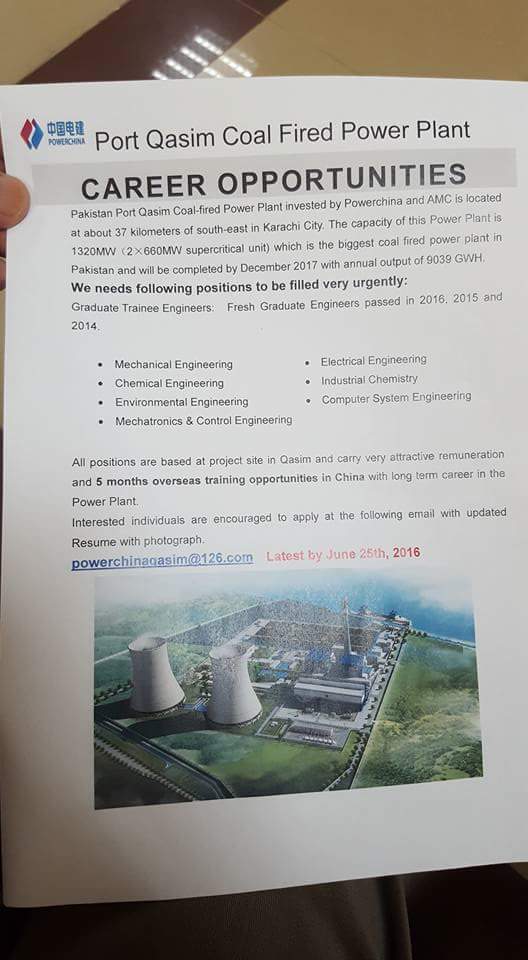 中国电建
POWERCHINA
Port Qasim Coal Fired Power Plant
CAREER OPPORTUNITIES
Pakistan Port Qasim Coal-fired Power Plant invested by Powerchina and AMC is located
at about 37 kilometers of south-east in Karachi City. The capacity of this Power Plant is
1320MW（2×660MW supercritical unit) which is the biggest coal fired power plant in
Pakistan and will be completed by December 2017 with annual output of 9039 GWH.
We needs following positions to be filled very urgently:
Graduate Trainee Engineers: Fresh Graduate Engineers passed in 2016, 2015 and
2014.
• Mechanical Engineering
• Chemical Engineering
• Environmental Engineering
• Mechatronics & Control Engineering
• Electrical Engineering
• Industrial Chemistry
• Computer System Engineering
All positions are based at project site in Qasim and carry very attractive remuneration
and 5 months overseas training opportunities in China with long term career in the
Power Plant.
Interested individuals are encouraged to apply at the following email with updated
Resume with photograph.
powerchinaqasim@126.com Latest by June 25th, 2016